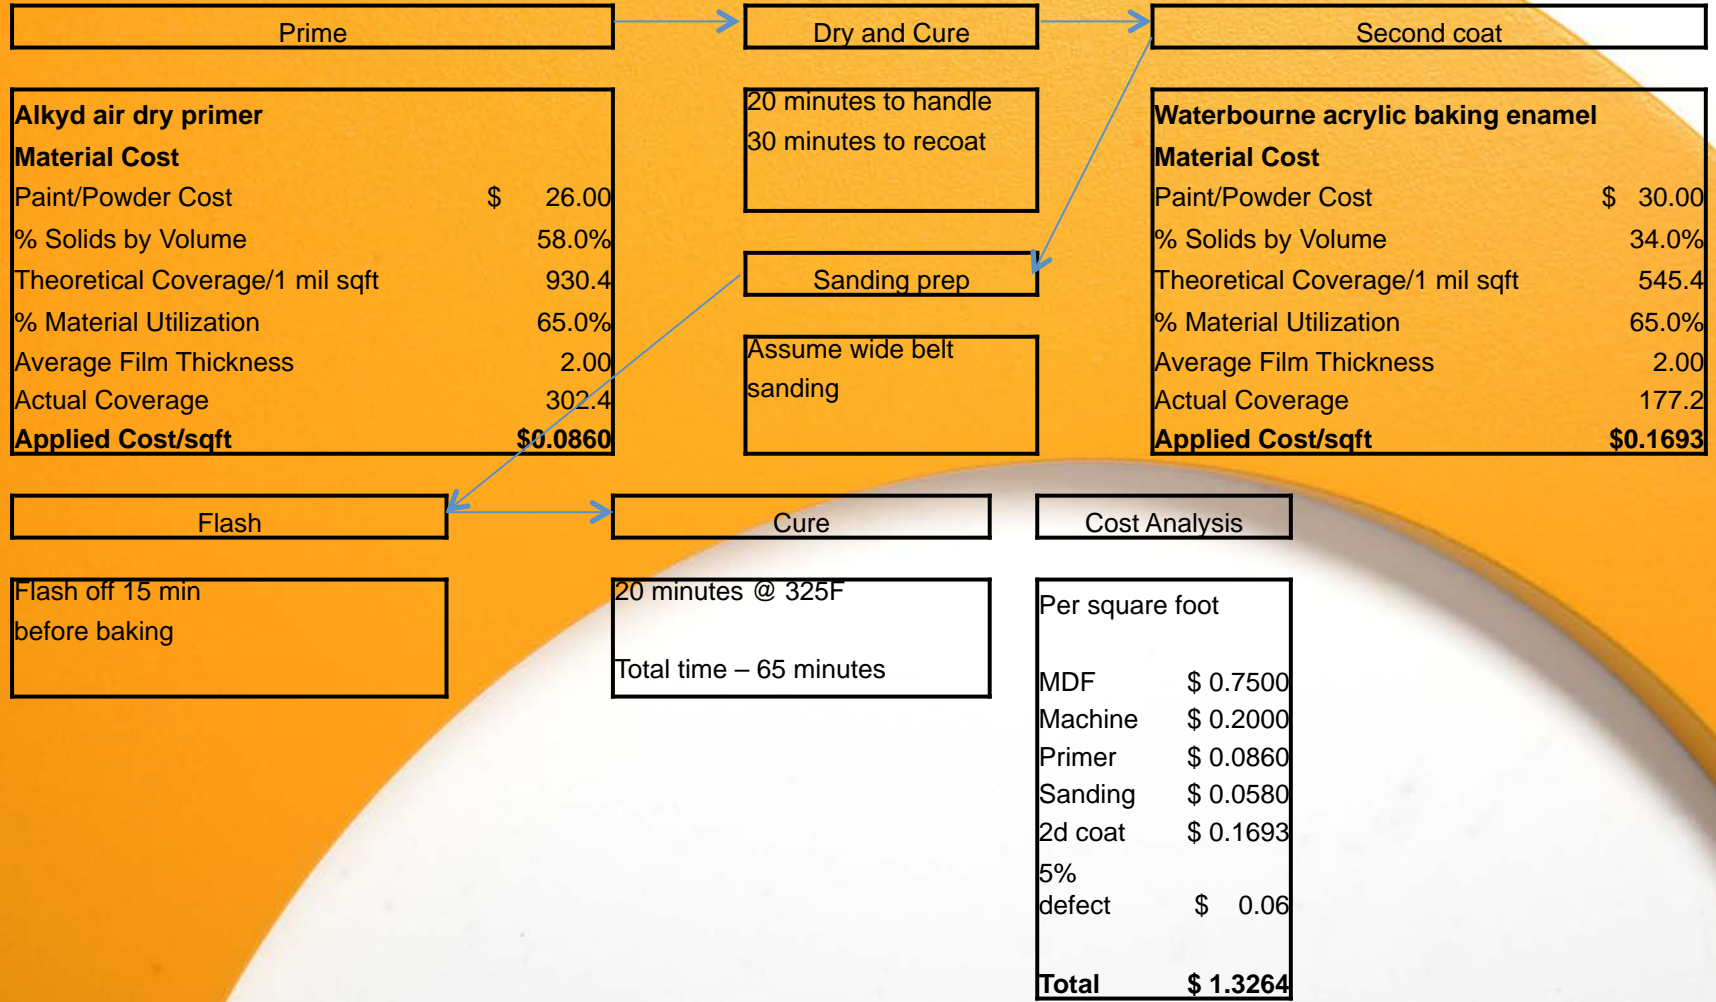 Prime
Dry and Cure
Second coat
Alkyd air dry primer
Material Cost
Paint/Powder Cost $ 26.00
% Solids by Volume 58.0%
Theoretical Coverage/1 mil sqft 930.4
% Material Utilization 65.0%
Average Film Thickness 2.00
Actual Coverage 302.4
Applied Cost/sqft $0.0860
20 minutes to handle
30 minutes to recoat
Sanding prep
Assume wide belt
sanding
Waterbourne acrylic baking enamel
Material Cost
Paint/Powder Cost $ 30.00
% Solids by Volume 34.0%
Theoretical Coverage/1 mil sqft 545.4
% Material Utilization 65.0%
Average Film Thickness 2.00
Actual Coverage 177.2
Applied Cost/sqft $0.1693
Flash
Cure
Cost Analysis
Flash off 15 min
before baking
20 minutes @ 325F
Total time – 65 minutes
Per square foot
MDF $ 0.7500
Machine $ 0.2000
Primer $ 0.0860
Sanding $ 0.0580
2d coat $ 0.1693
5%
defect $ 0.06
Total $ 1.3264